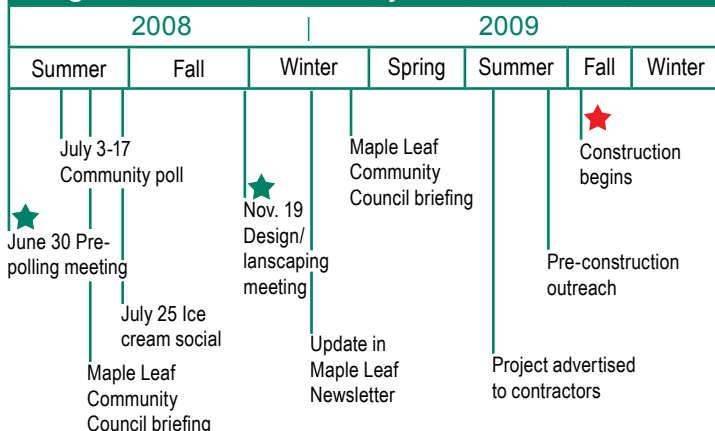 2008 | 2009
Summer Fall Winter Spring Summer Fall Winter
July 3-17
Community poll
June 30 Pre-
polling meeting
July 25 Ice
cream social
Maple Leaf
Community
Council briefing
Nov. 19
Design/
lanscaping
meeting
Update in
Maple Leaf
Newsletter
Maple Leaf
Community
Council briefing
Project advertised
to contractors
Pre-construction
outreach
Construction
begins